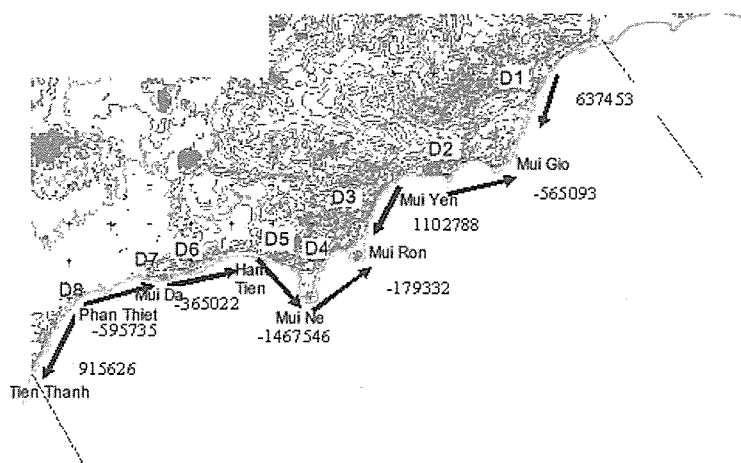 D1
637453
D2
Mui Gio
-565093
D3
Mui Yen
1102788
D5
D4
Mui Ron
D7
D6
Ham
Tien
-179332
D8
Mui Da
-365022
Phan Thiet
-595735
Mui Ne
-1467546
915626
Tien Thanh